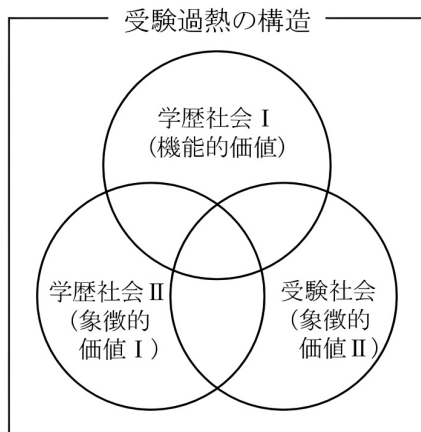 受験過熱の構造
学歴社会Ⅰ
（機能的価値）
学歴社会Ⅱ
（象徴的
価値Ⅰ）
受験社会
（象徴的
価値Ⅱ）